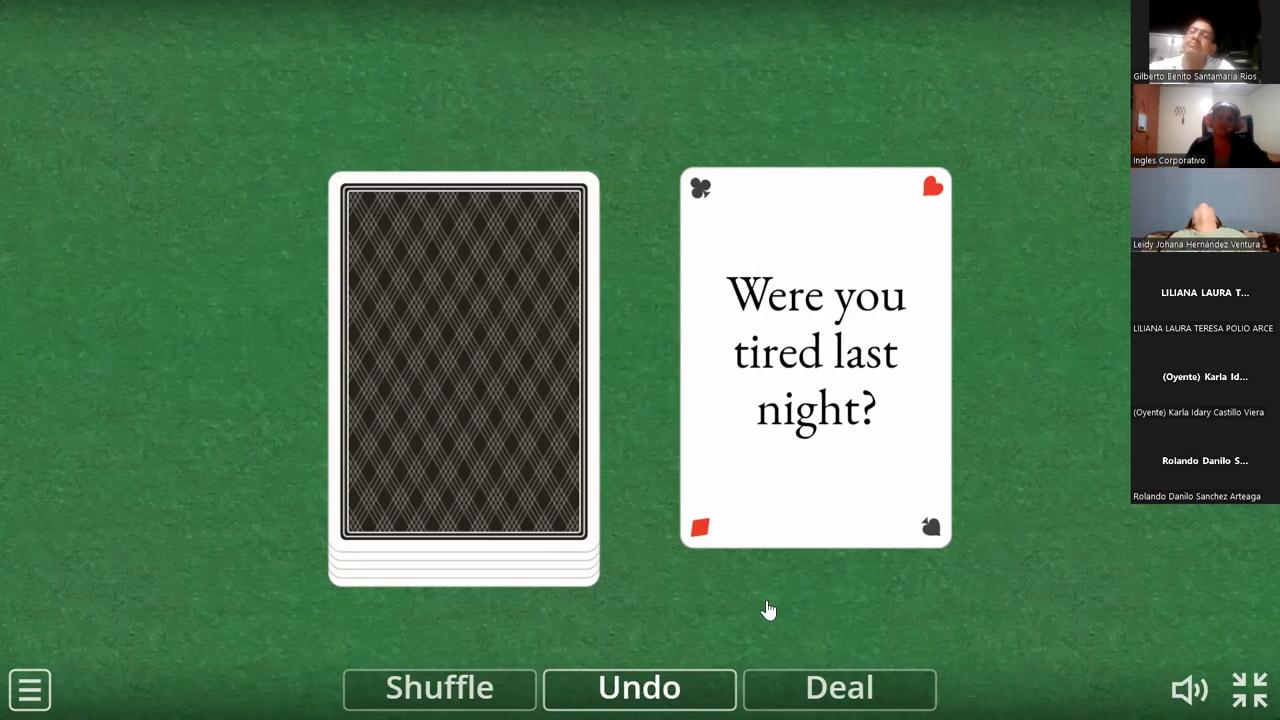 Were you
tired last
night?
Shuffle
Undo
Deal
Gilberto Benito Santamaria Rios
Ingles Corporativo
Leidy Johana Hernández Ventura
LILIANA LAURA T...
LILIANA LAURA TERESA POLIO ARCE
(Oyente) Karla Id...
(Oyente) Karla Idary Castillo Viera
Rolando Danilo S...
Rolando Danilo Sanchez Arteaga